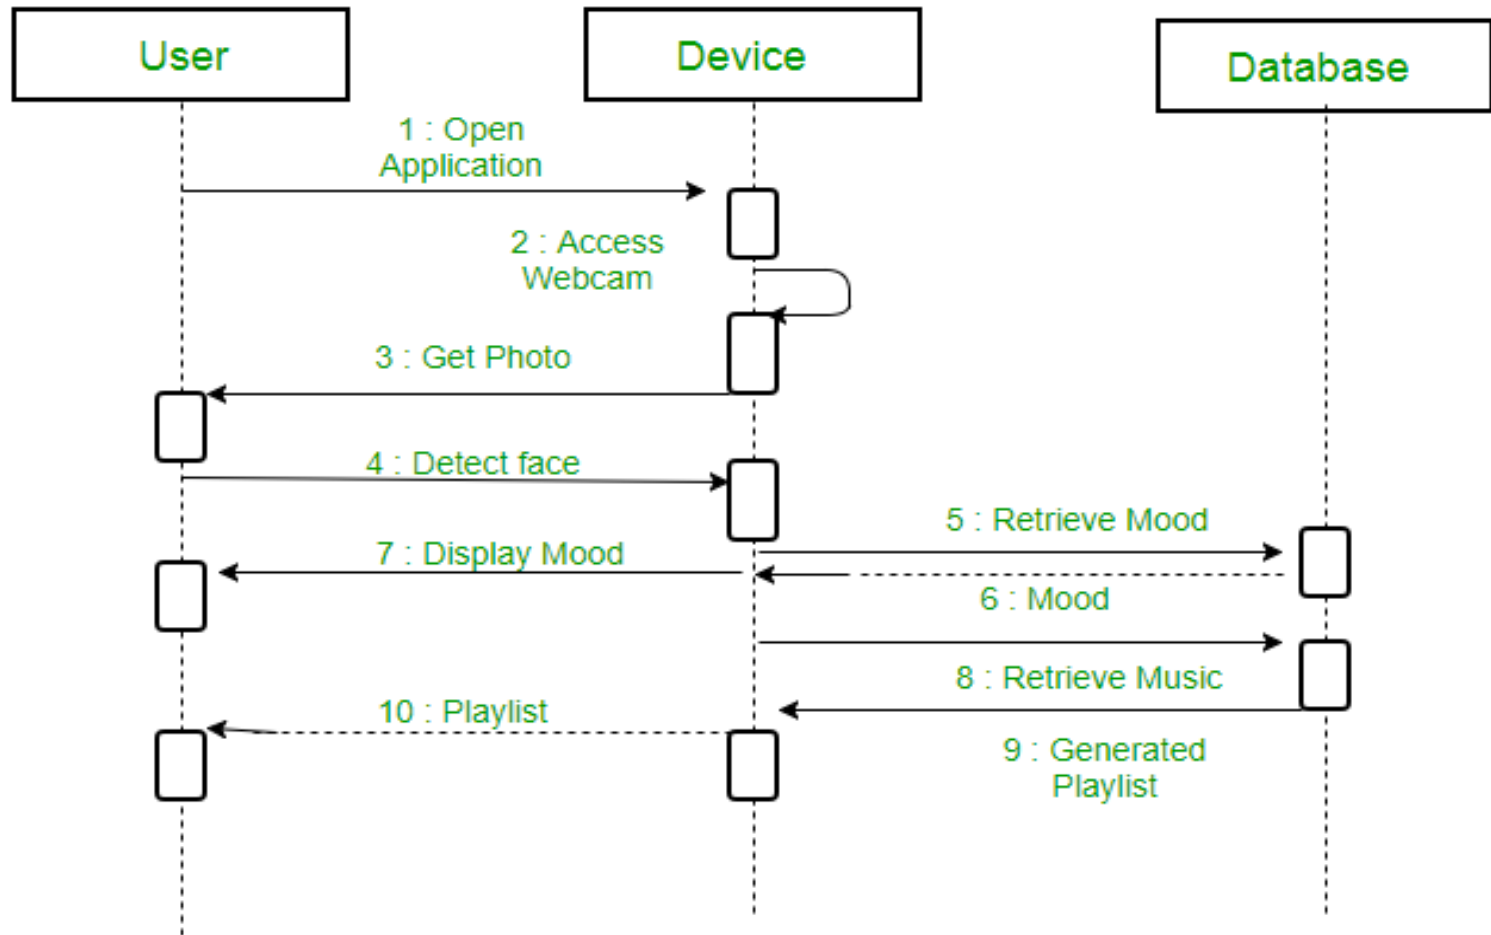 User
Device
Database
1 : Open
Application
2 : Access
Webcam
3 : Get Photo
4 : Detect face
5 : Retrieve Mood
7 : Display Mood
6 : Mood
8 : Retrieve Music
10 : Playlist
9 : Generated
Playlist